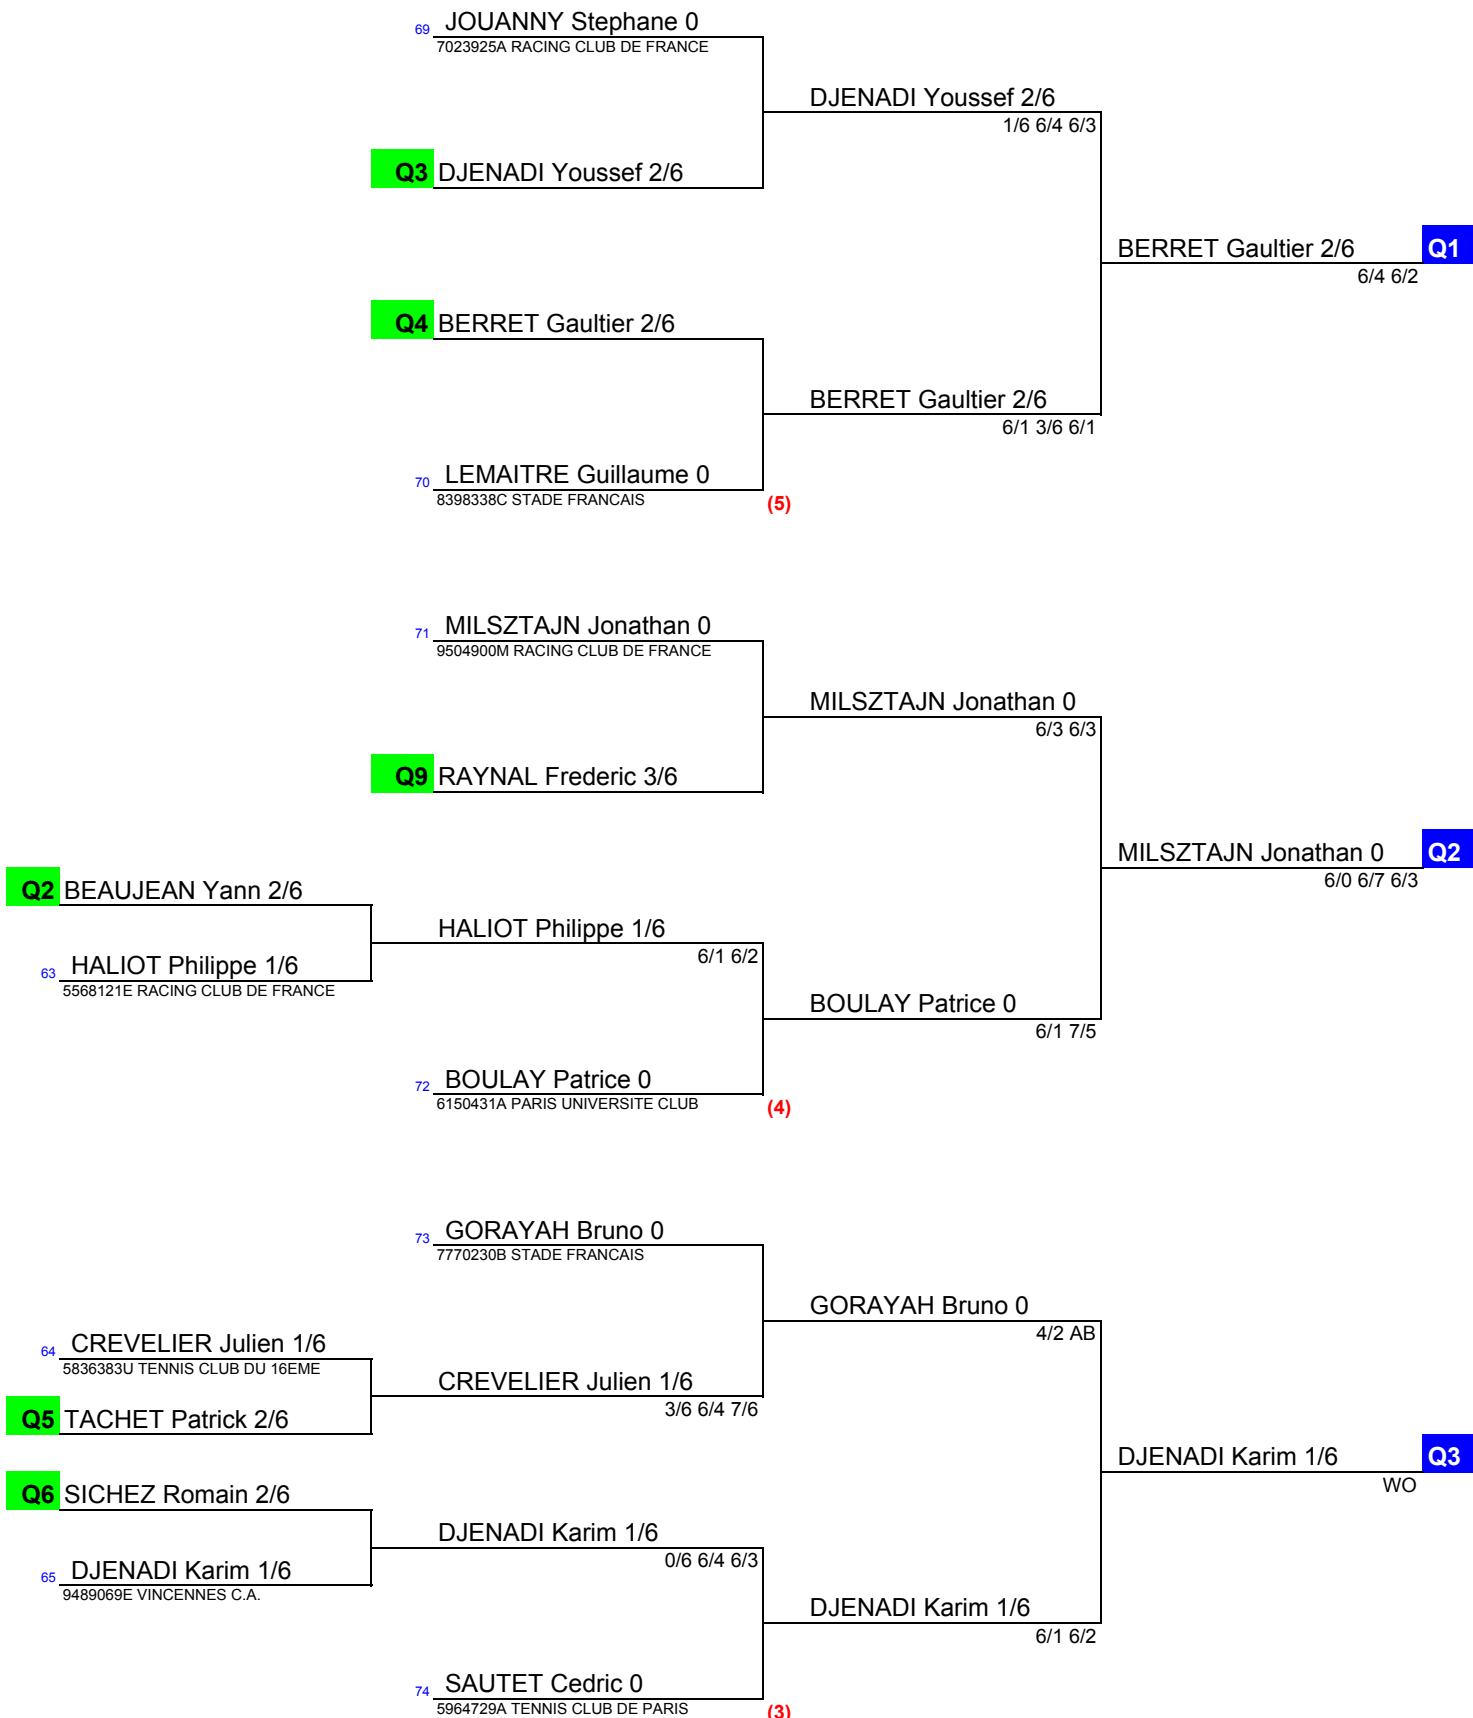 69 JOUANNY Stephane 0
7023925A RACING CLUB DE FRANCE
DJENADI Youssef 2/6
1/6 6/4 6/3
Q3 DJENADI Youssef 2/6
BERRET Gaultier 2/6 Q1
6/4 6/2
Q4 BERRET Gaultier 2/6
BERRET Gaultier 2/6
6/1 3/6 6/1
70 LEMAITRE Guillaume 0
8398338C STADE FRANCAIS (5)
71 MILSZTAJN Jonathan 0
9504900M RACING CLUB DE FRANCE
MILSZTAJN Jonathan 0
6/3 6/3
Q9 RAYNAL Frederic 3/6
MILSZTAJN Jonathan 0 Q2
6/0 6/7 6/3
Q2 BEAUJEAN Yann 2/6
HALIOT Philippe 1/6
6/1 6/2
63 HALIOT Philippe 1/6
5568121E RACING CLUB DE FRANCE
BOULAY Patrice 0
6/1 7/5
72 BOULAY Patrice 0
6150431A PARIS UNIVERSITE CLUB (4)
73 GORAYAH Bruno 0
7770230B STADE FRANCAIS
GORAYAH Bruno 0
4/2 AB
64 CREVELIER Julien 1/6
5836383U TENNIS CLUB DU 16EME
CREVELIER Julien 1/6
3/6 6/4 7/6
Q5 TACHET Patrick 2/6
DJENADI Karim 1/6 Q3
WO
Q6 SICHEZ Romain 2/6
DJENADI Karim 1/6
0/6 6/4 6/3
65 DJENADI Karim 1/6
9489069E VINCENNES C.A.
DJENADI Karim 1/6
6/1 6/2
74 SAUTET Cedric 0
5964729A TENNIS CLUB DE PARIS (3)